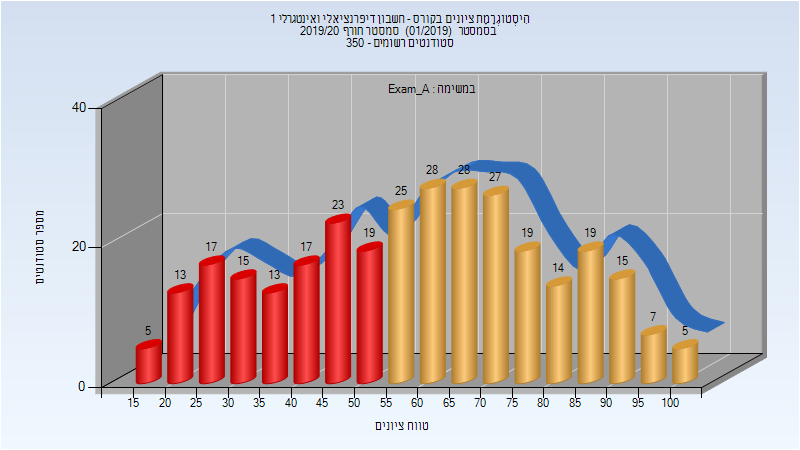 היסטוגרמת ציונים בקורס - חשבון דיפרנציאלי ואינטגרלי 1
בסמסטר (01/2019) סמסטר חורף 2019/20
סטודנטים רשומים - 350
במשימה : Exam_A
מספר סטודנטים
40
20
0
5 13 17 15 13 17 23 19 25 28 28 27 19 14 19 15 7 5
15 20 25 30 35 40 45 50 55 60 65 70 75 80 85 90 95 100
טווח ציונים